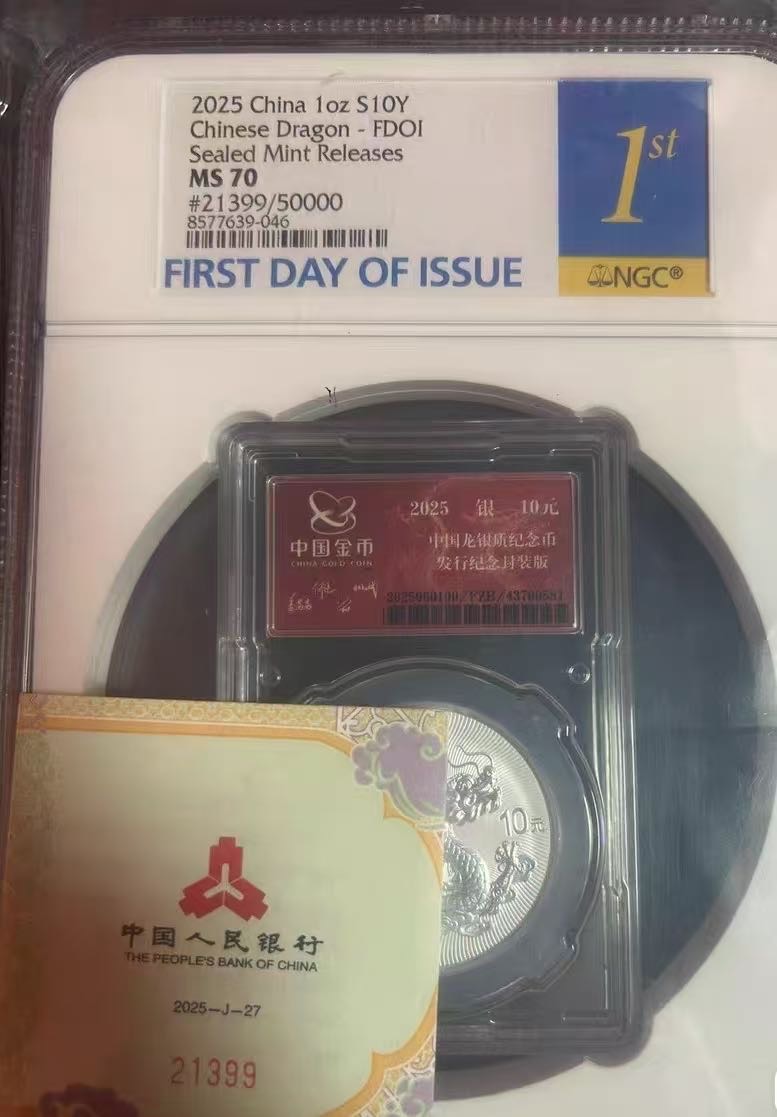 2025 China 1oz S10Y
Chinese Dragon - FDOI
Sealed Mint Releases
MS 70
#21399/50000
8577639-046
FIRST DAY OF ISSUE
1st
NGC®
中国金币
CHINA GOLD COIN
2025 银 10元
中国龙银质纪念币
发行纪念封装版
10元
中国人民银行
THE PEOPLE'S BANK OF CHINA
2025-J-27
21399